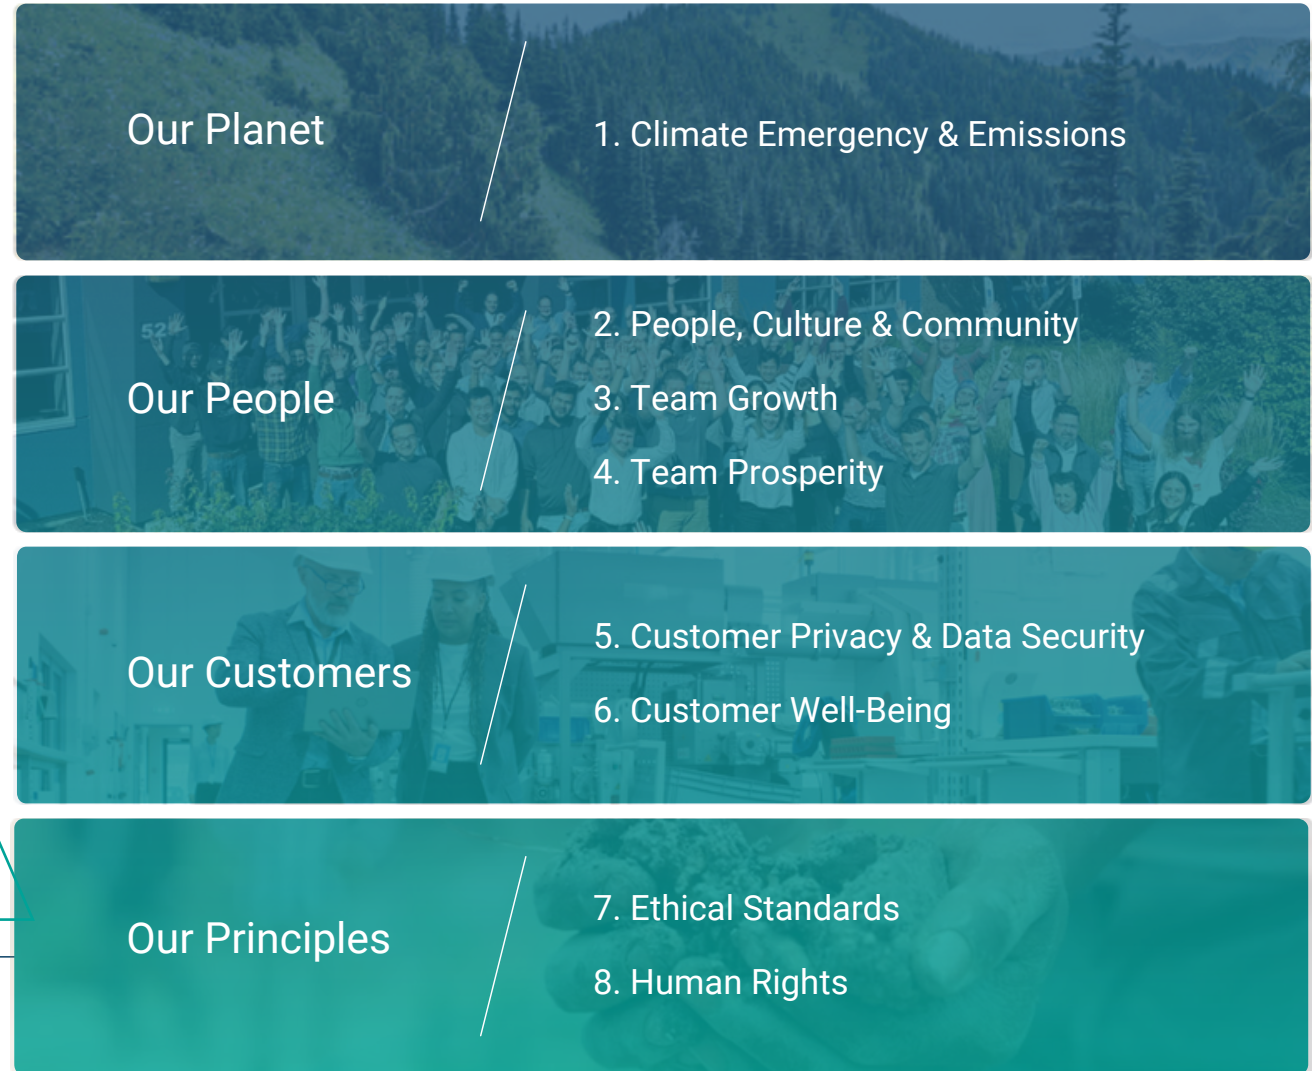 Our Planet
1. Climate Emergency & Emissions
Our People
2. People, Culture & Community
3. Team Growth
4. Team Prosperity
52
Our Customers
5. Customer Privacy & Data Security
6. Customer Well-Being
Our Principles
7. Ethical Standards
8. Human Rights